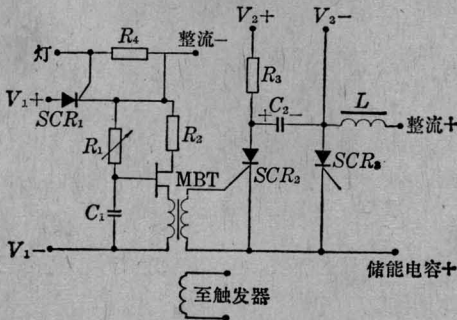 V₂+ V₂−
灯 R₄ 整流−
R₃
V₁+ SCR₁ + C₂ − L
整流+
R₁ R₂
MBT SCR₂ SCR₃
C₁
V₁−
储能电容+
至触发器